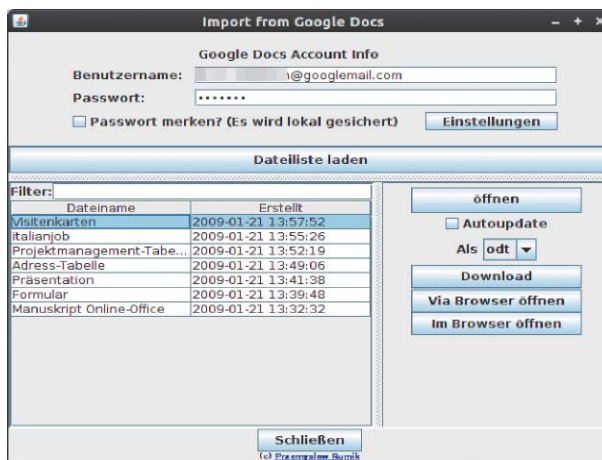 Import from Google Docs
Google Docs Account Info
Benutzername: @googlemail.com
Passwort: •••••••
Passwort merken? (Es wird lokal gesichert) Einstellungen
Dateiliste laden
Filter:
Dateiname Erstellt
Visitenkarten 2009-01-21 13:57:52
italianjob 2009-01-21 13:55:26
Projektmanagement-Tabe... 2009-01-21 13:52:19
Adress-Tabelle 2009-01-21 13:49:06
Präsentation 2009-01-21 13:41:38
Formular 2009-01-21 13:39:48
Manuskript Online-Office 2009-01-21 13:32:32
öffnen
Autoupdate
Als odt
Download
Via Browser öffnen
Im Browser öffnen
Schließen
(c) Przemyslaw Rumik